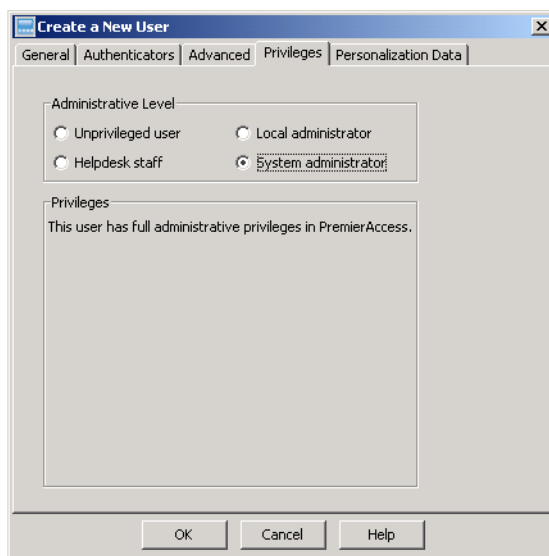 Create a New User
General Authenticators Advanced Privileges Personalization Data
Administrative Level
Unprivileged user Local administrator
Helpdesk staff System administrator
Privileges
This user has full administrative privileges in PremierAccess.
OK Cancel Help